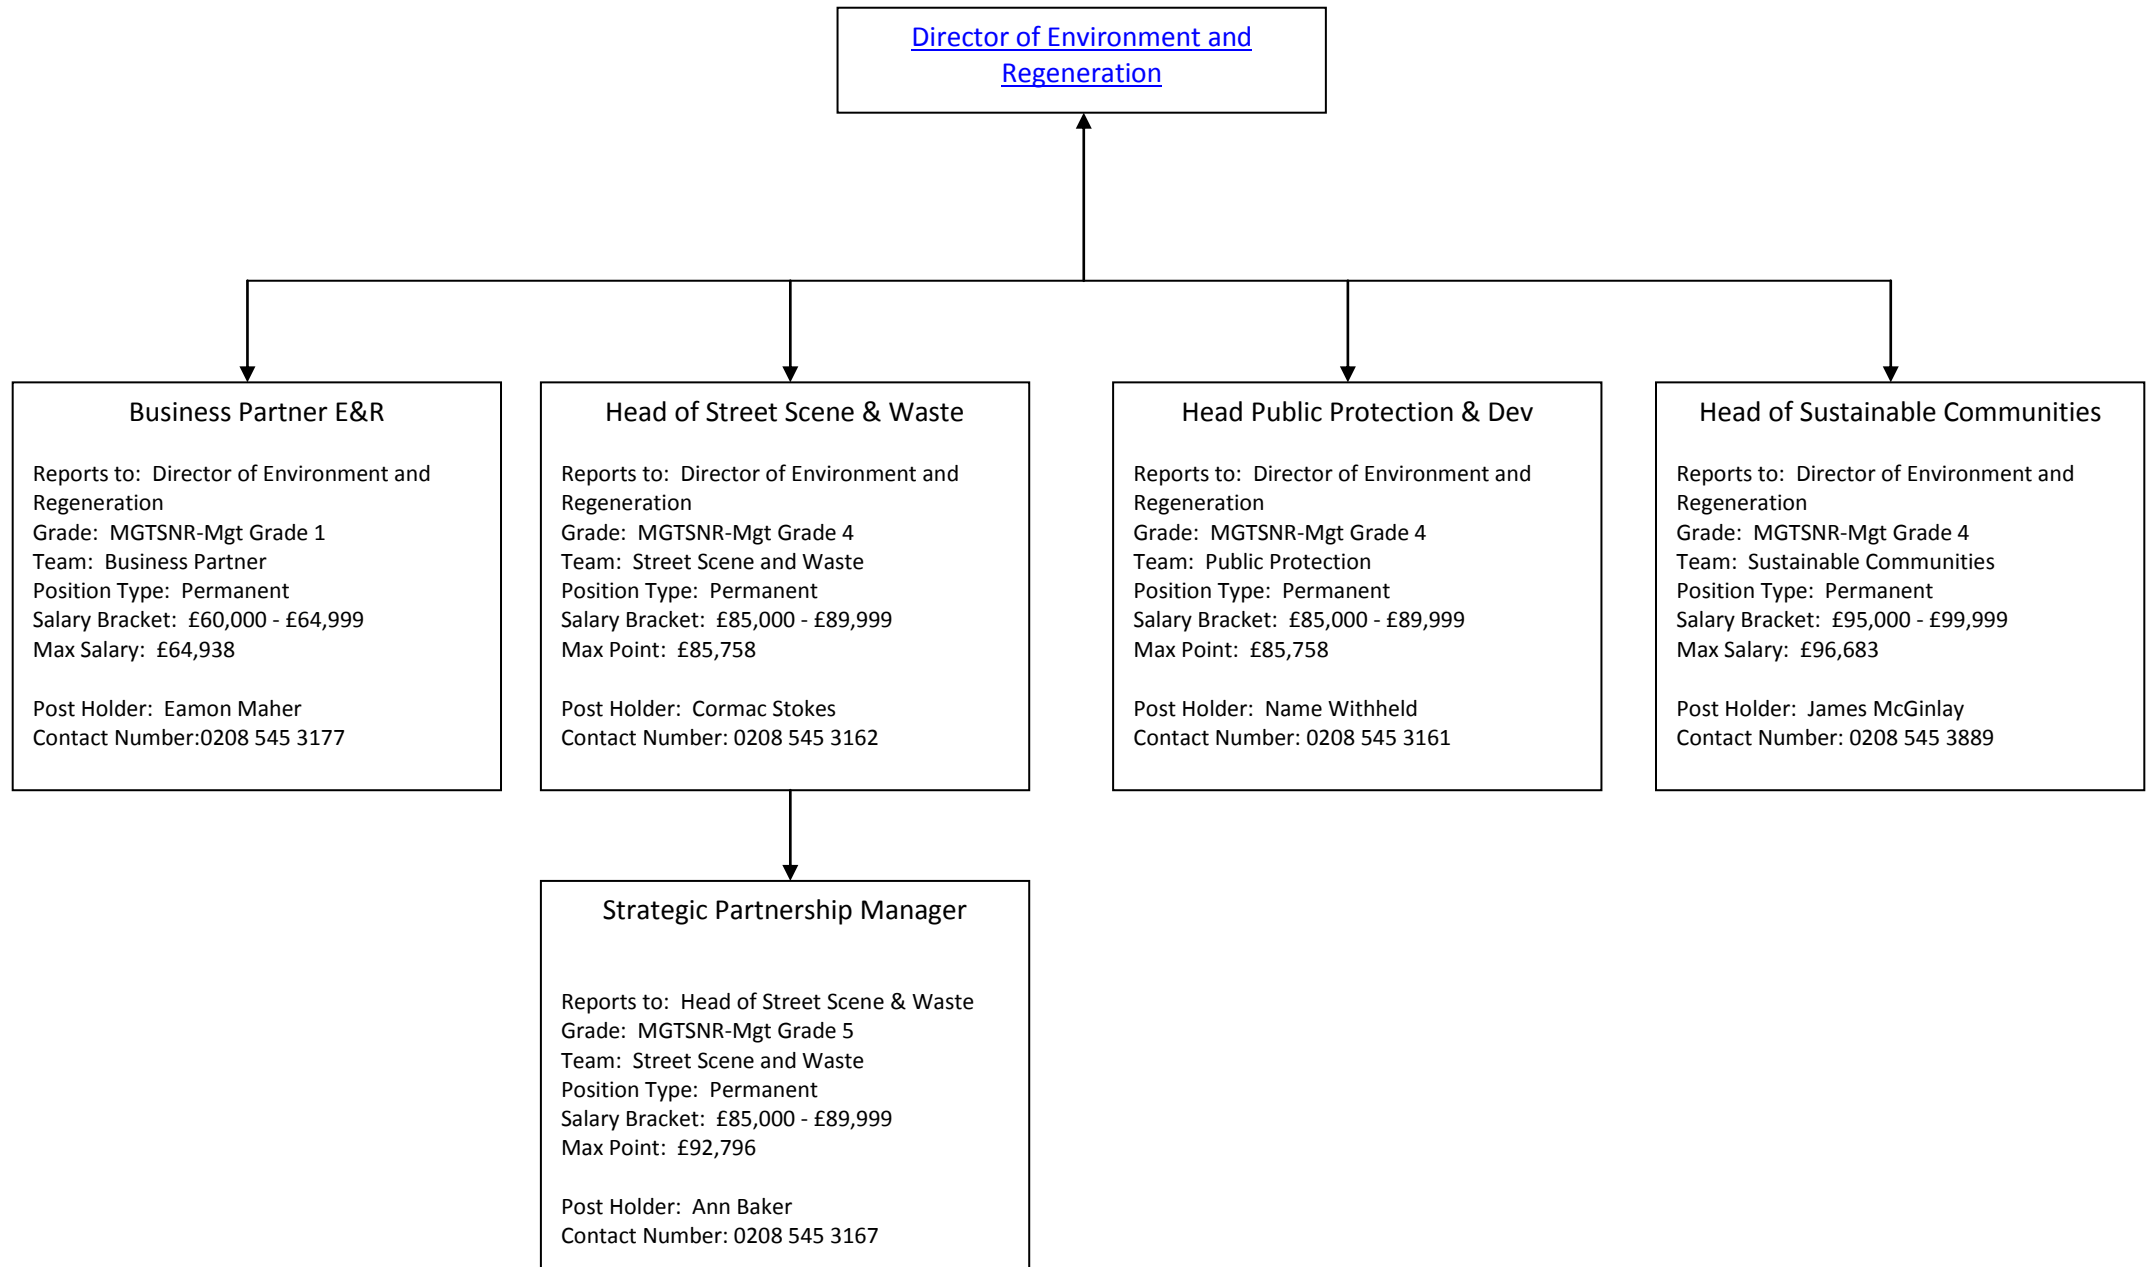 Director of Environment and
Regeneration
Business Partner E&R
Reports to:  Director of Environment and
Regeneration
Grade:  MGTSNR-Mgt Grade 1
Team:  Business Partner
Position Type:  Permanent
Salary Bracket:  £60,000 - £64,999
Max Salary:  £64,938
Post Holder:  Eamon Maher
Contact Number:0208 545 3177
Head of Street Scene & Waste
Reports to:  Director of Environment and
Regeneration
Grade:  MGTSNR-Mgt Grade 4
Team:  Street Scene and Waste
Position Type:  Permanent
Salary Bracket:  £85,000 - £89,999
Max Point:  £85,758
Post Holder:  Cormac Stokes
Contact Number: 0208 545 3162
Head Public Protection & Dev
Reports to:  Director of Environment and
Regeneration
Grade:  MGTSNR-Mgt Grade 4
Team:  Public Protection
Position Type:  Permanent
Salary Bracket:  £85,000 - £89,999
Max Point:  £85,758
Post Holder:  Name Withheld
Contact Number: 0208 545 3161
Head of Sustainable Communities
Reports to:  Director of Environment and
Regeneration
Grade:  MGTSNR-Mgt Grade 4
Team:  Sustainable Communities
Position Type:  Permanent
Salary Bracket:  £95,000 - £99,999
Max Salary:  £96,683
Post Holder:  James McGinlay
Contact Number: 0208 545 3889
Strategic Partnership Manager
Reports to:  Head of Street Scene & Waste
Grade:  MGTSNR-Mgt Grade 5
Team:  Street Scene and Waste
Position Type:  Permanent
Salary Bracket:  £85,000 - £89,999
Max Point:  £92,796
Post Holder:  Ann Baker
Contact Number: 0208 545 3167